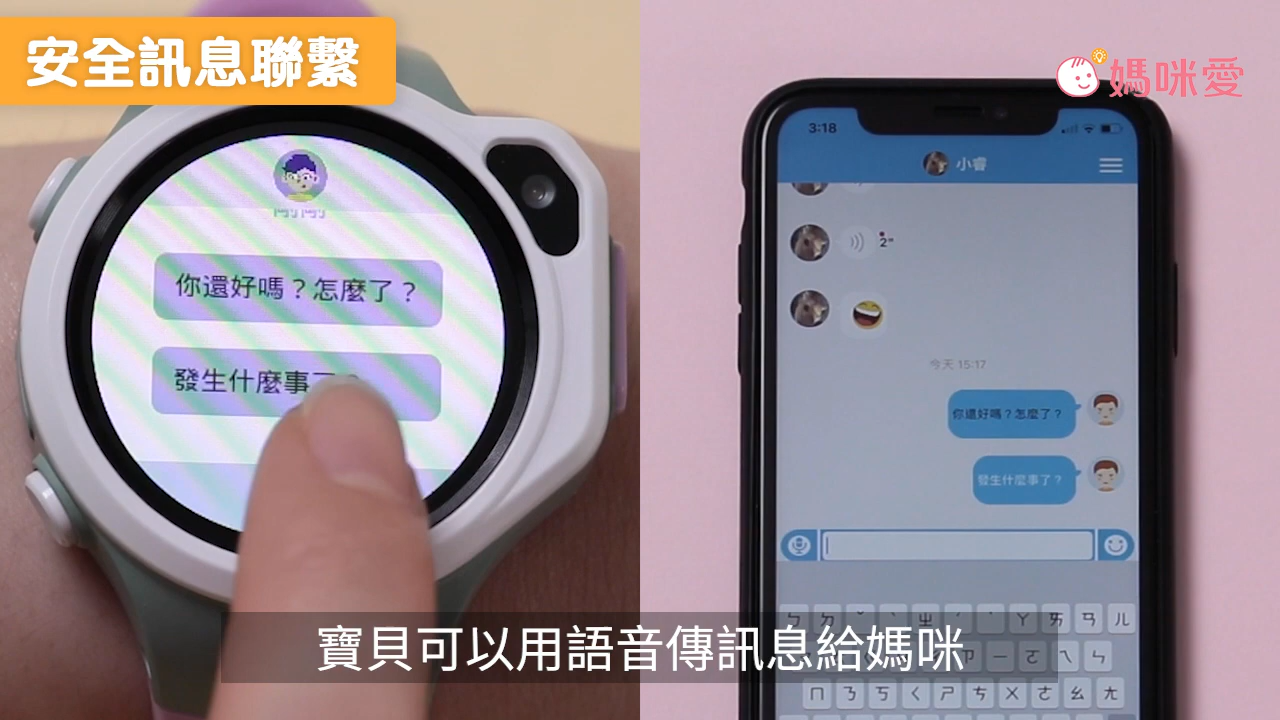 安全訊息聯繫
媽咪愛
你還好嗎？怎麼了？
發生什麼事了？
3:18
小睿
2"
今天 15:17
你還好嗎？怎麼了？
發生什麼事了？
ㄅ ㄉ ˇ ˋ ㄓ ˊ ˙ ㄚ ㄞ ㄢ ㄦ
ㄗ ㄧ ㄛ ㄟ ㄣ
ㄇ ㄋ ㄎ ㄑ ㄕ ㄘ ㄨ ㄜ ㄠ ㄤ
寶貝可以用語音傳訊息給媽咪